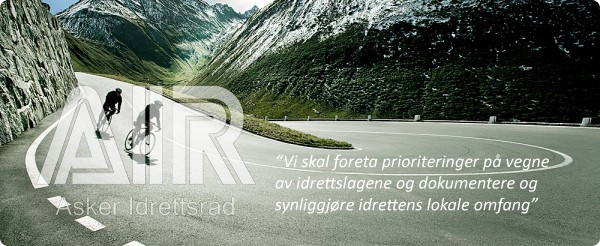 AIR
Asker Idrettsråd
“Vi skal foreta prioriteringer på vegne
av idrettslagene og dokumentere og
synliggjøre idrettens lokale omfang”